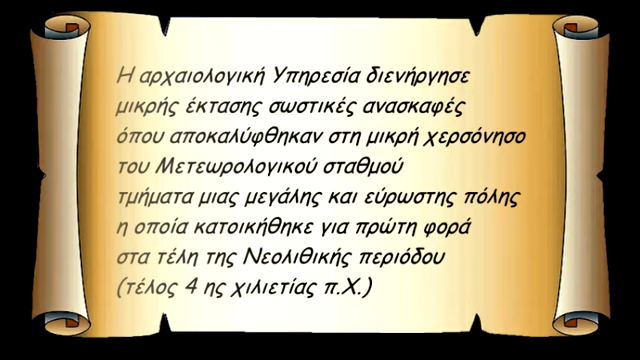 Η αρχαιολογική Υπηρεσία διενήργησε
μικρής έκτασης σωστικές ανασκαφές
όπου αποκαλύφθηκαν στη μικρή χερσόνησο
του Μετεωρολογικού σταθμού
τμήματα μιας μεγάλης και εύρωστης πόλης
η οποία κατοικήθηκε για πρώτη φορά
στα τέλη της Νεολιθικής περιόδου
(τέλος 4 ης χιλιετίας π.Χ.)